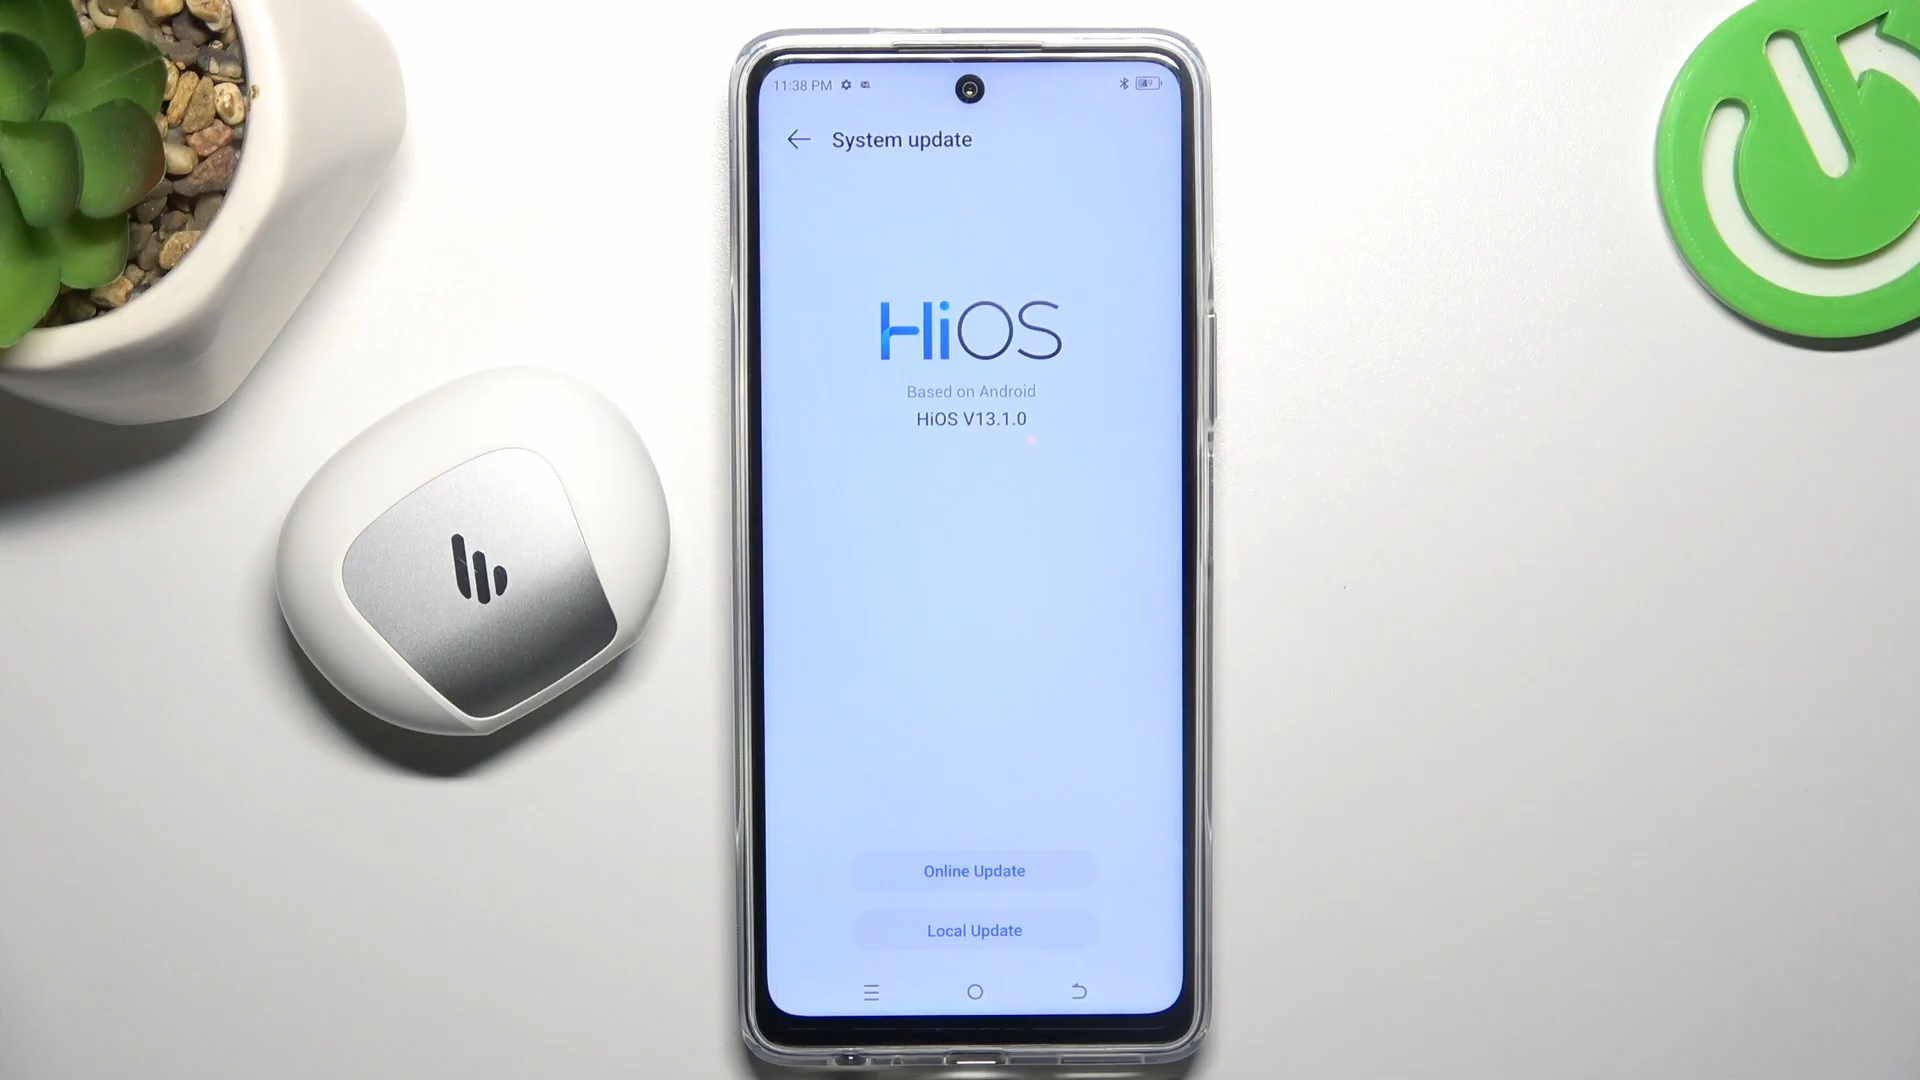 11:38 PM
System update
HiOS
Based on Android
HiOS V13.1.0
Online Update
Local Update